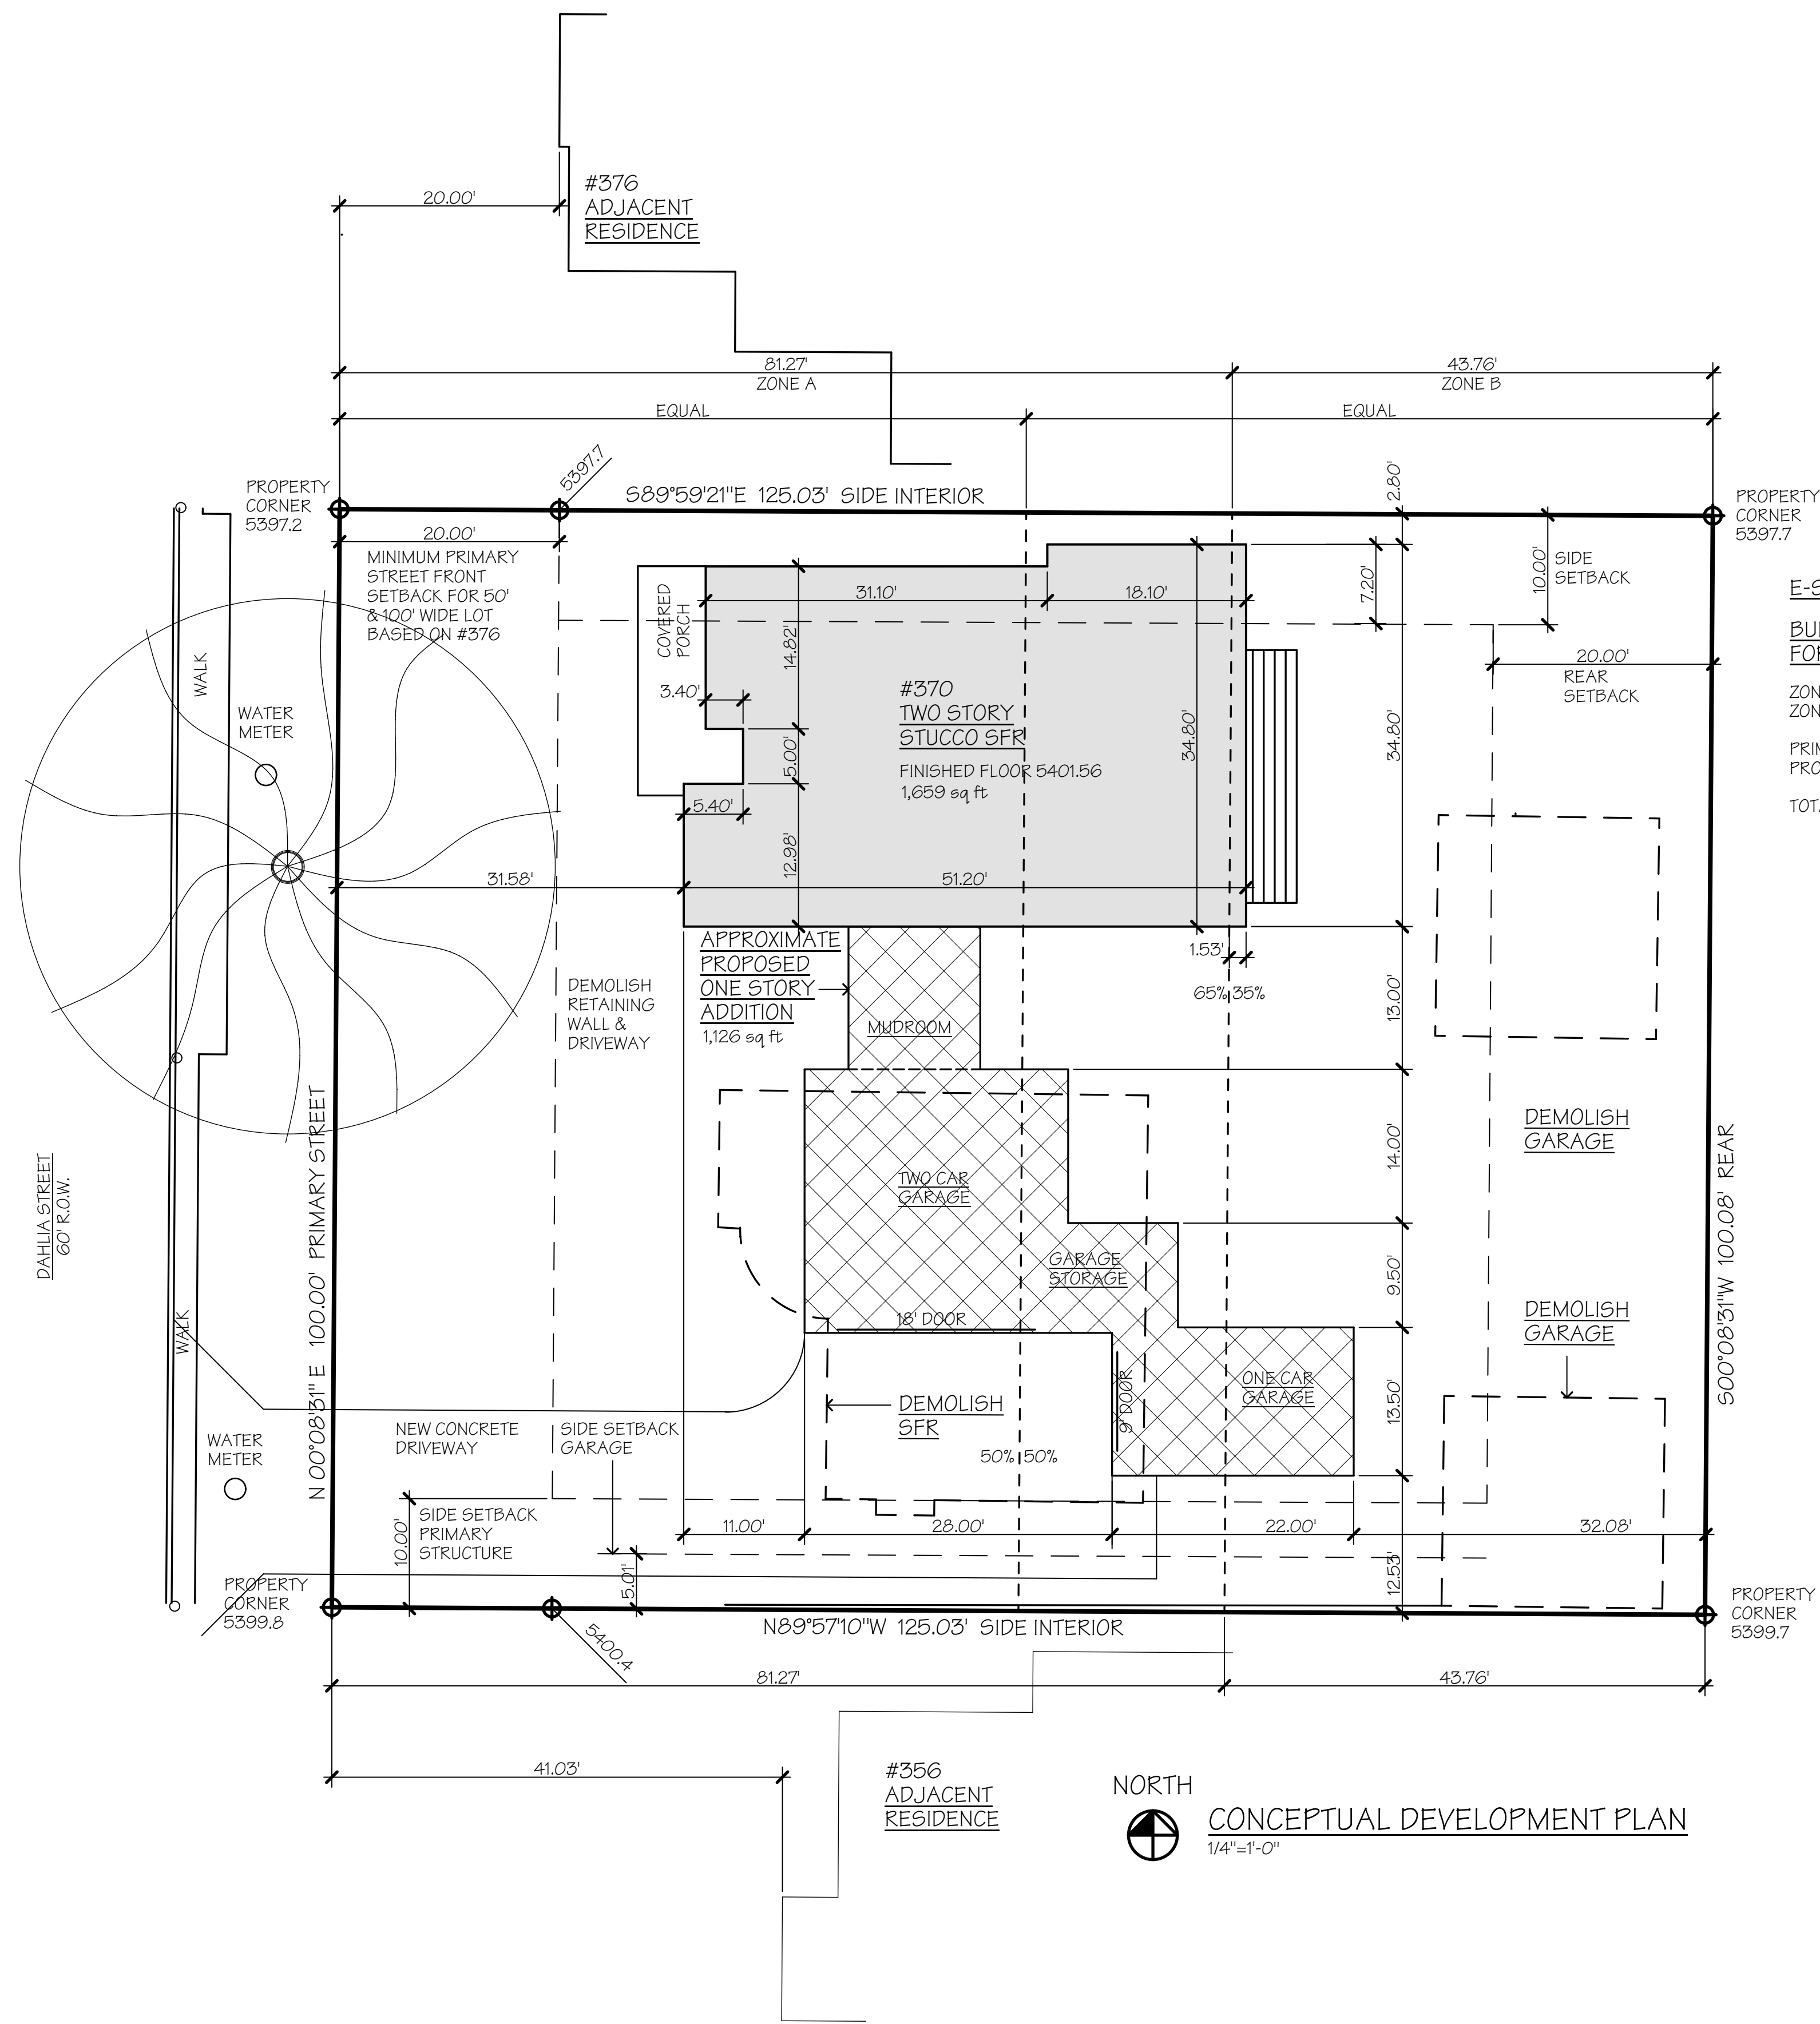 20.00'
#376
ADJACENT
RESIDENCE
81.27'
ZONE A
43.76'
ZONE B
EQUAL
EQUAL
PROPERTY
CORNER
5397.2
5397.7
S89°59'21"E 125.03' SIDE INTERIOR
2.80'
PROPERTY
CORNER
5397.7
20.00'
MINIMUM PRIMARY
STREET FRONT
SETBACK FOR 50'
& 100' WIDE LOT
BASED ON #376
COVERED
PORCH
31.10'
18.10'
7.20'
10.00'
SIDE
SETBACK
14.82'
20.00'
REAR
SETBACK
WALK
WATER
METER
3.40'
#370
TWO STORY
STUCCO SFR
FINISHED FLOOR 5401.56
1,659 sq ft
34.80'
34.80'
5.00'
5.40'
12.98'
31.58'
51.20'
1.53'
65% 35%
APPROXIMATE
PROPOSED
ONE STORY
ADDITION
1,126 sq ft
DEMOLISH
RETAINING
WALL &
DRIVEWAY
MUDROOM
13.00'
DEMOLISH
GARAGE
14.00'
DAHLIA STREET
60' R.O.W.
N 00°08'31" E 100.00' PRIMARY STREET
S00°08'31"W 100.08' REAR
TWO CAR
GARAGE
GARAGE
STORAGE
9.50'
18' DOOR
WALK
DEMOLISH
GARAGE
ONE CAR
GARAGE
9' DOOR
13.50'
DEMOLISH
SFR
50% 50%
NEW CONCRETE
DRIVEWAY
SIDE SETBACK
GARAGE
WATER
METER
10.00'
SIDE SETBACK
PRIMARY
STRUCTURE
11.00'
28.00'
22.00'
32.08'
5.01'
12.53'
PROPERTY
CORNER
5399.8
5400.4
N89°57'10"W 125.03' SIDE INTERIOR
PROPERTY
CORNER
5399.7
81.27'
43.76'
41.03'
#356
ADJACENT
RESIDENCE
NORTH
CONCEPTUAL DEVELOPMENT PLAN
1/4"=1'-0"